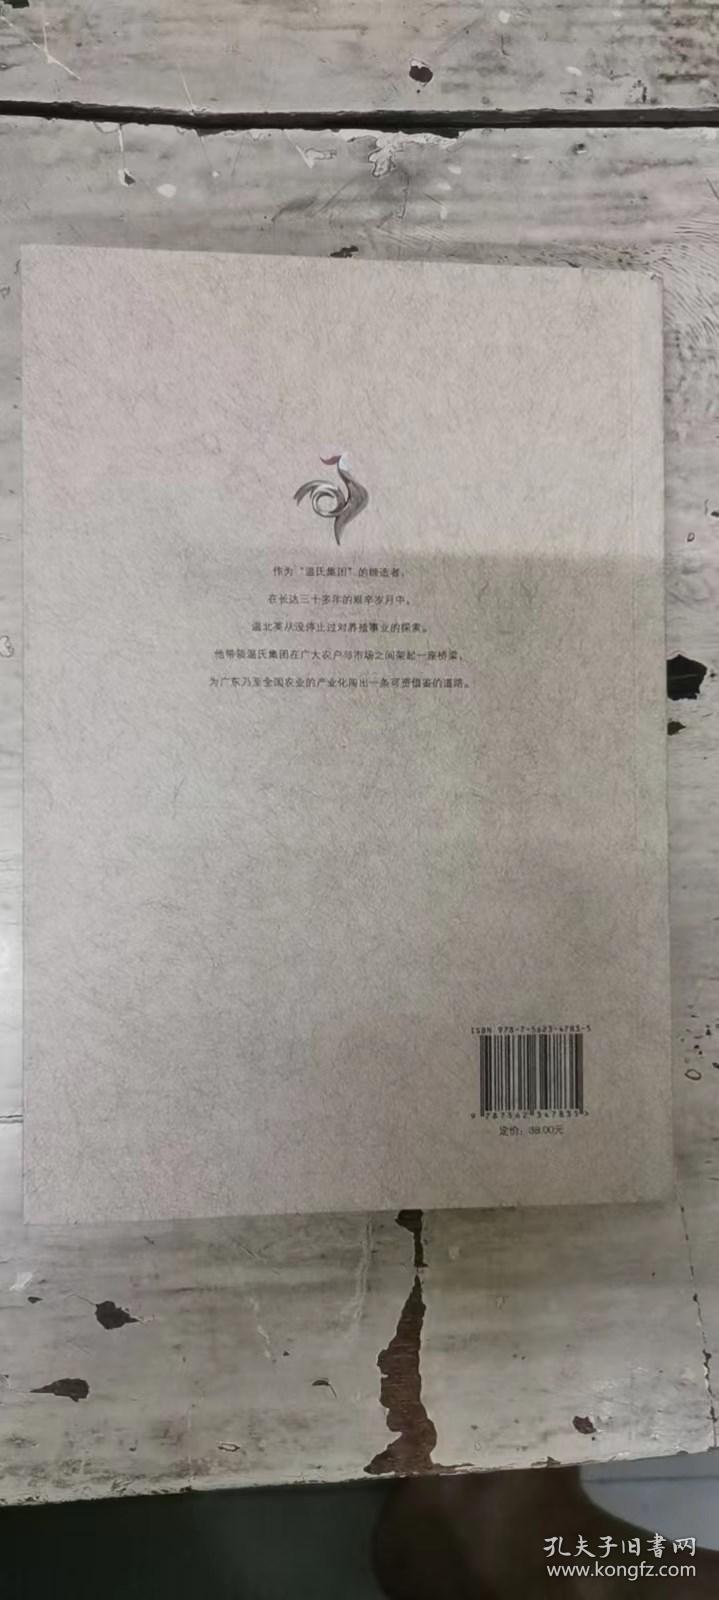 作为“温氏集团”的缔造者，
在长达三十多年的艰辛岁月中，
温北英从没停止过对养殖事业的探索。
他带领温氏集团在广大农户与市场之间架起一座桥梁，
为广东乃至全国农业的产业化闯出一条可资借鉴的道路。
ISBN 978-7-5623-4783-5
9 787562 347835 >
定价：38.00元
孔夫子旧书网
www.kongfz.com